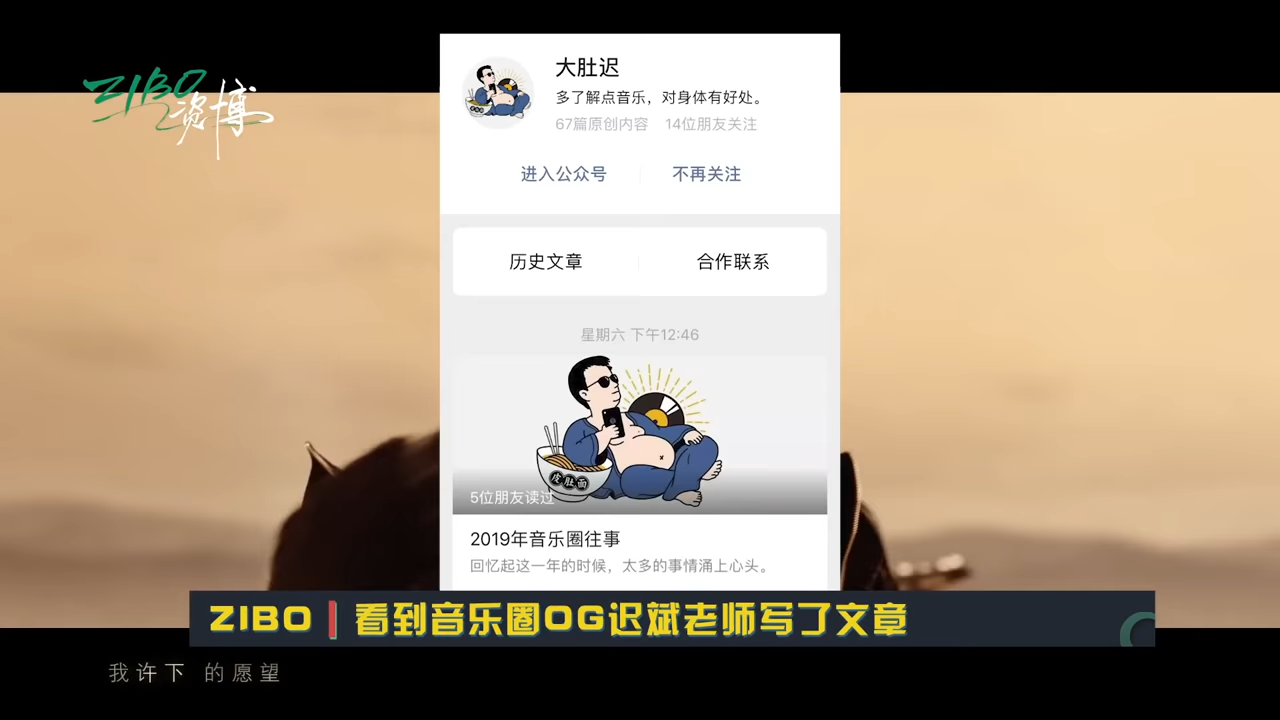 ZIBO
资博
大肚迟
多了解点音乐，对身体有好处。
67篇原创内容 14位朋友关注
进入公众号 不再关注
历史文章 合作联系
星期六 下午12:46
皮肚面
5位朋友读过
2019年音乐圈往事
回忆起这一年的时候，太多的事情涌上心头。
ZIBO | 看到音乐圈OG迟斌老师写了文章
我许下 的愿望